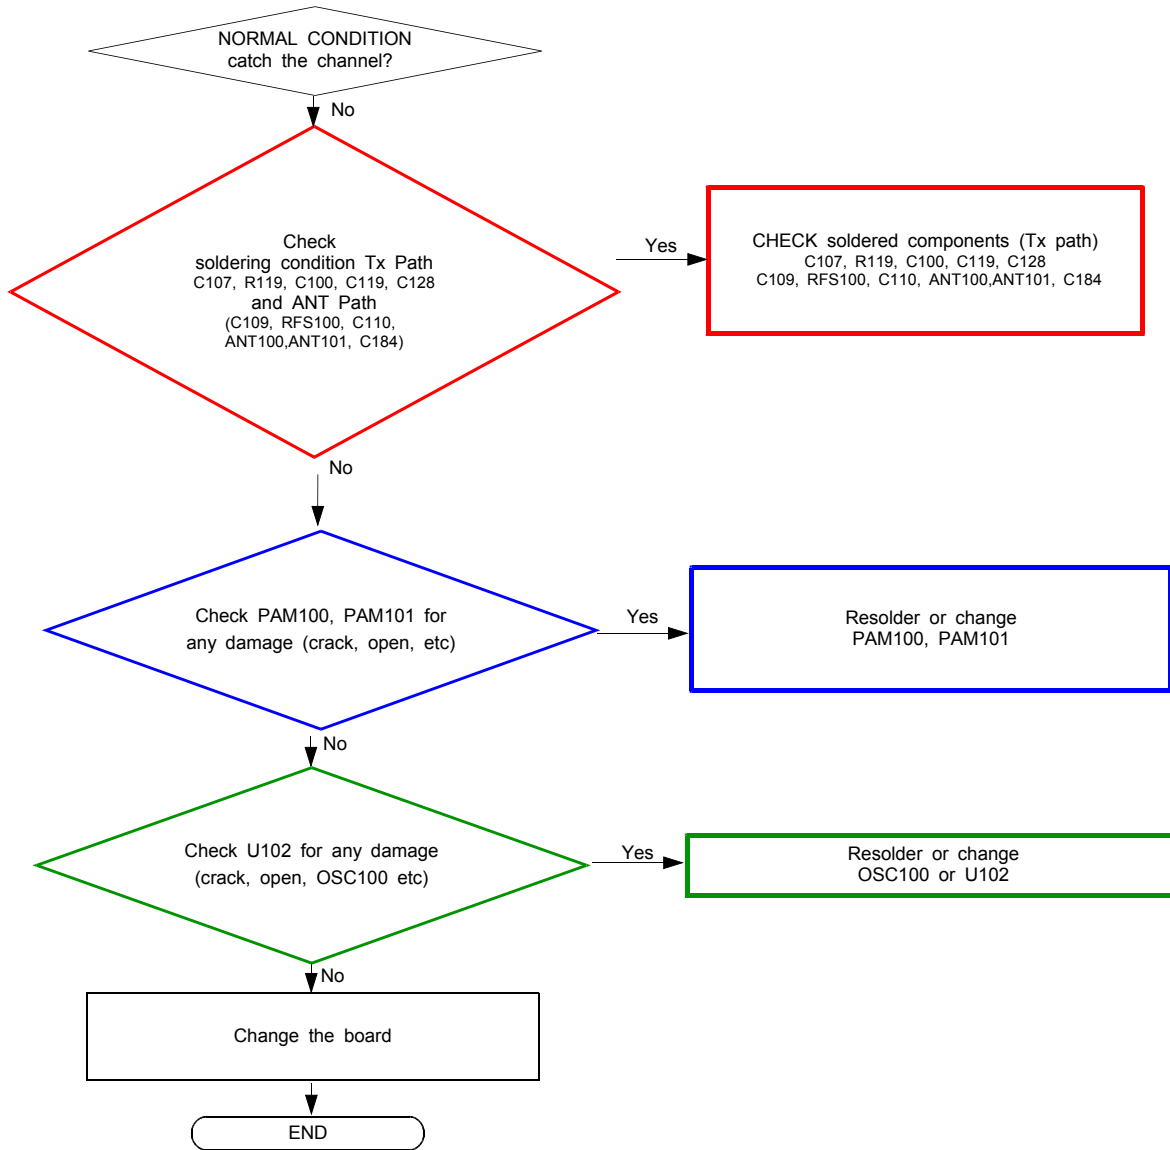 NORMAL CONDITION
catch the channel?
No
Check
soldering condition Tx Path
C107, R119, C100, C119, C128
and ANT Path
(C109, RFS100, C110,
ANT100,ANT101, C184)
Yes
CHECK soldered components (Tx path)
C107, R119, C100, C119, C128
C109, RFS100, C110, ANT100,ANT101, C184
No
Check PAM100, PAM101 for
any damage (crack, open, etc)
Yes
Resolder or change
PAM100, PAM101
No
Check U102 for any damage
(crack, open, OSC100 etc)
Yes
Resolder or change
OSC100 or U102
No
Change the board
END